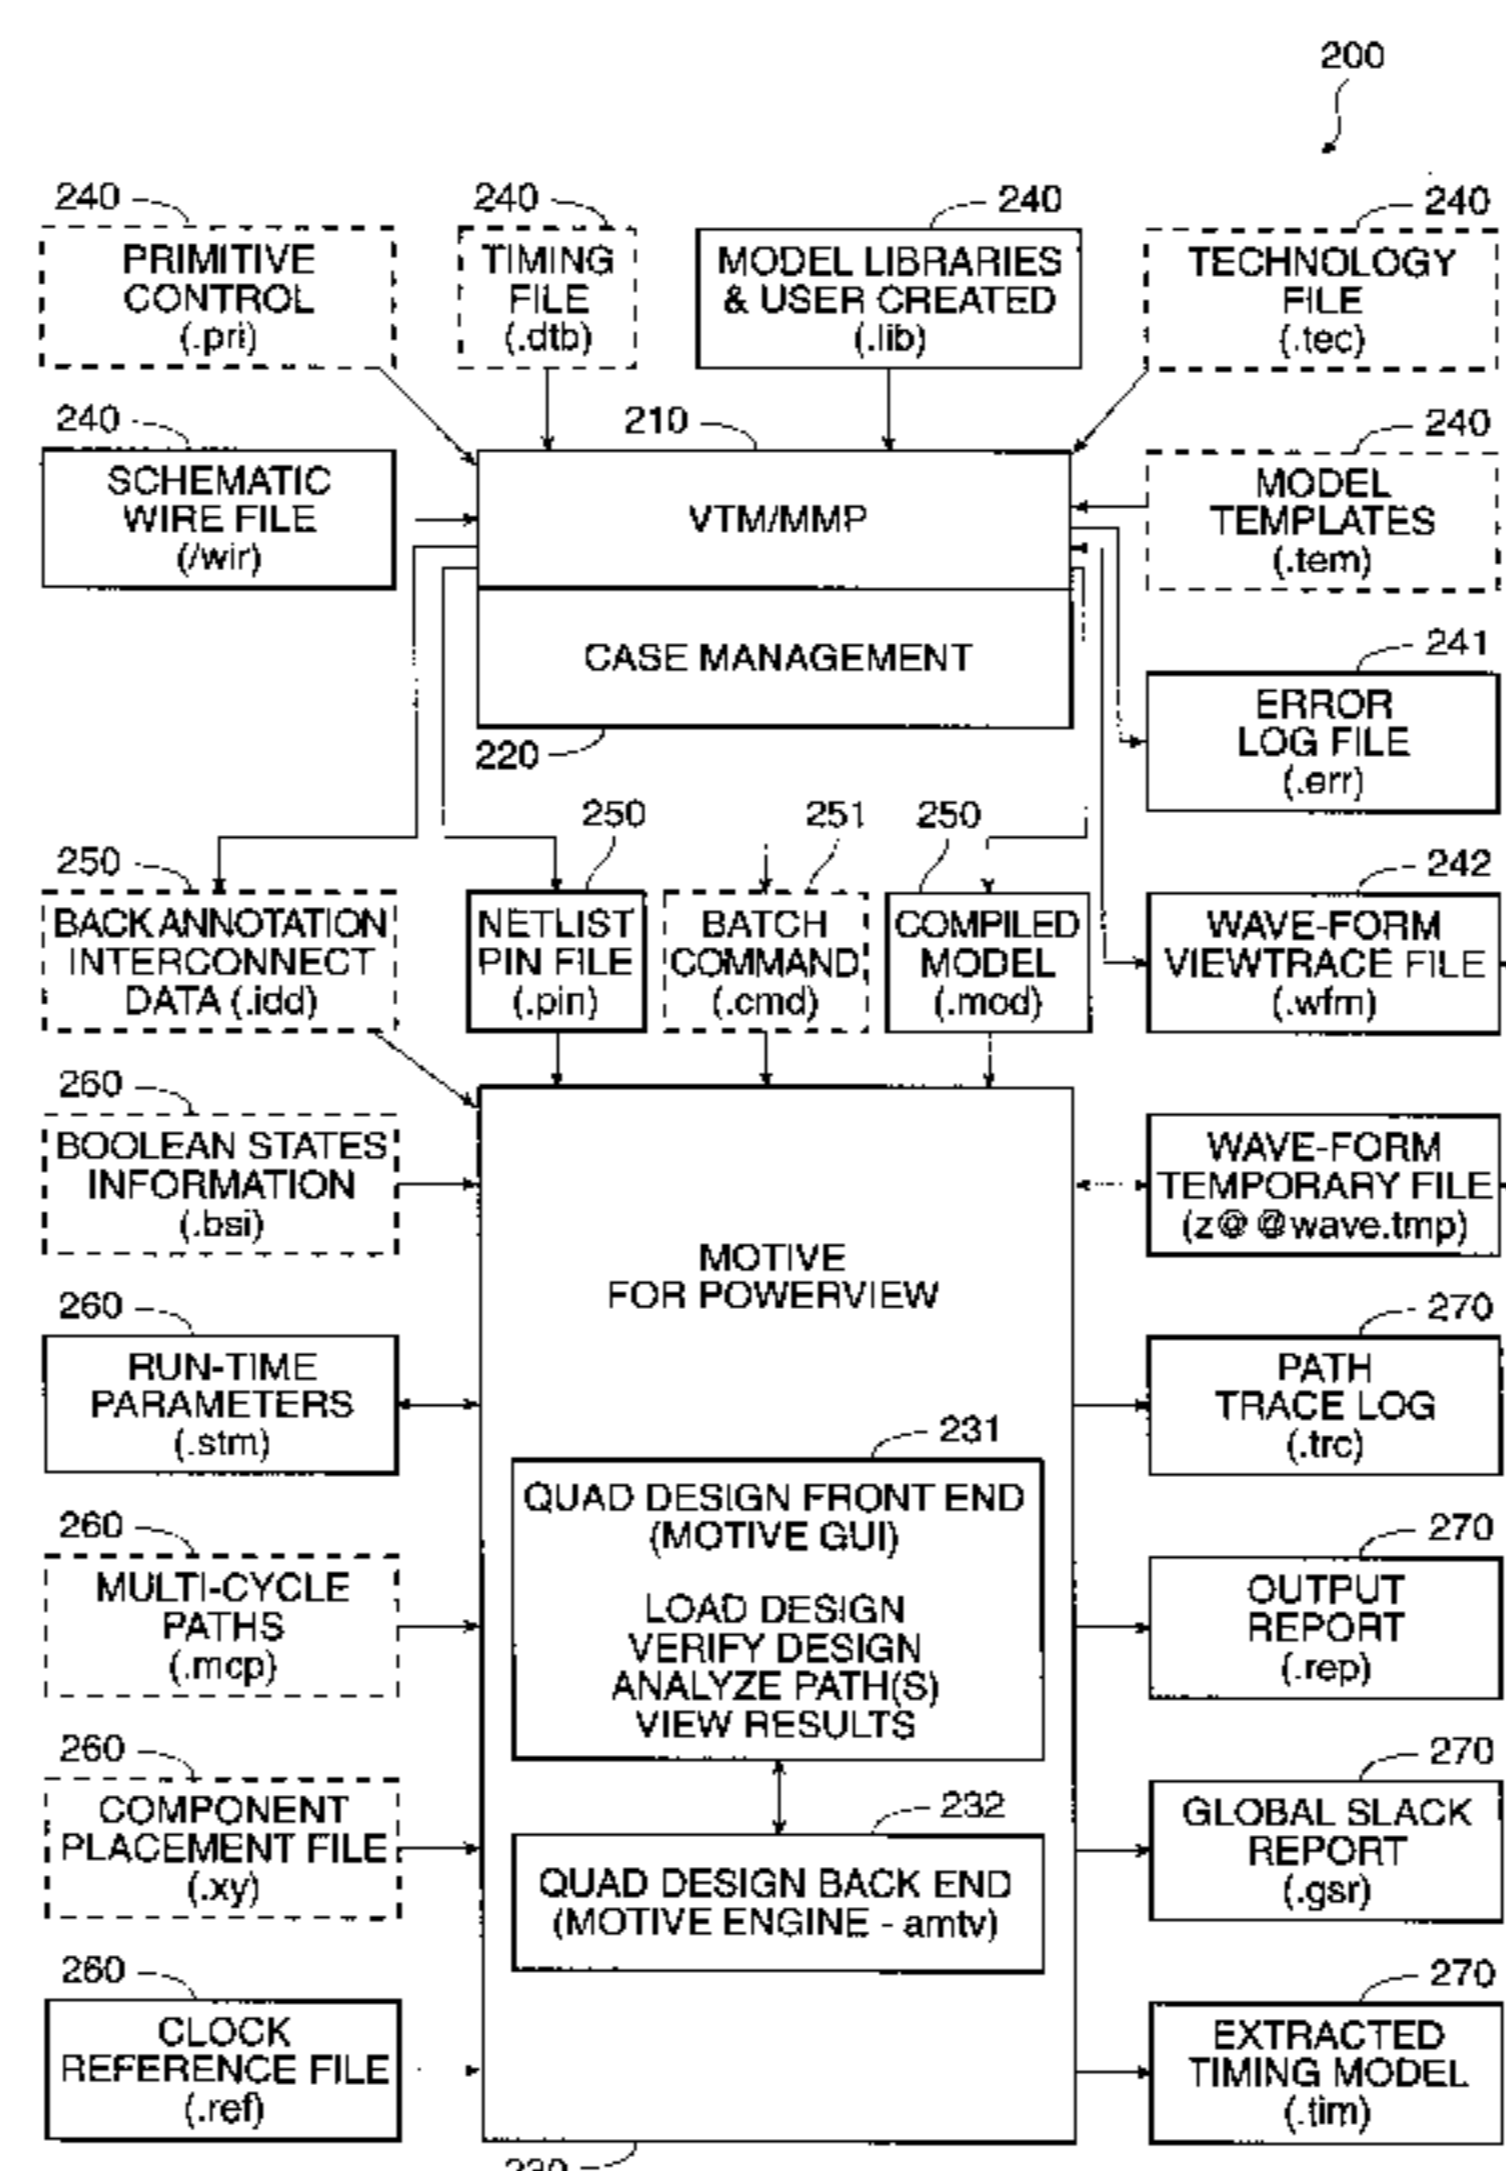 200
240
PRIMITIVE
CONTROL
(.pri)
240
TIMING
FILE
(.dtb)
240
MODEL LIBRARIES
& USER CREATED
(.lib)
240
TECHNOLOGY
FILE
(.tec)
240
SCHEMATIC
WIRE FILE
(/wir)
210
VTM/MMP
CASE MANAGEMENT
220
240
MODEL
TEMPLATES
(.tem)
241
ERROR
LOG FILE
(.err)
250
BACK ANNOTATION
INTERCONNECT
DATA (.idd)
250
NETLIST
PIN FILE
(.pin)
251
BATCH
COMMAND
(.cmd)
250
COMPILED
MODEL
(.mod)
242
WAVE-FORM
VIEWTRACE FILE
(.wfm)
260
BOOLEAN STATES
INFORMATION
(.bsi)
MOTIVE
FOR POWERVIEW
WAVE-FORM
TEMPORARY FILE
(z@@wave.tmp)
260
RUN-TIME
PARAMETERS
(.stm)
270
PATH
TRACE LOG
(.trc)
231
QUAD DESIGN FRONT END
(MOTIVE GUI)
LOAD DESIGN
VERIFY DESIGN
ANALYZE PATH(S)
VIEW RESULTS
260
MULTI-CYCLE
PATHS
(.mcp)
270
OUTPUT
REPORT
(.rep)
260
COMPONENT
PLACEMENT FILE
(.xy)
232
QUAD DESIGN BACK END
(MOTIVE ENGINE - amtv)
270
GLOBAL SLACK
REPORT
(.gsr)
260
CLOCK
REFERENCE FILE
(.ref)
270
EXTRACTED
TIMING MODEL
(.tim)
230